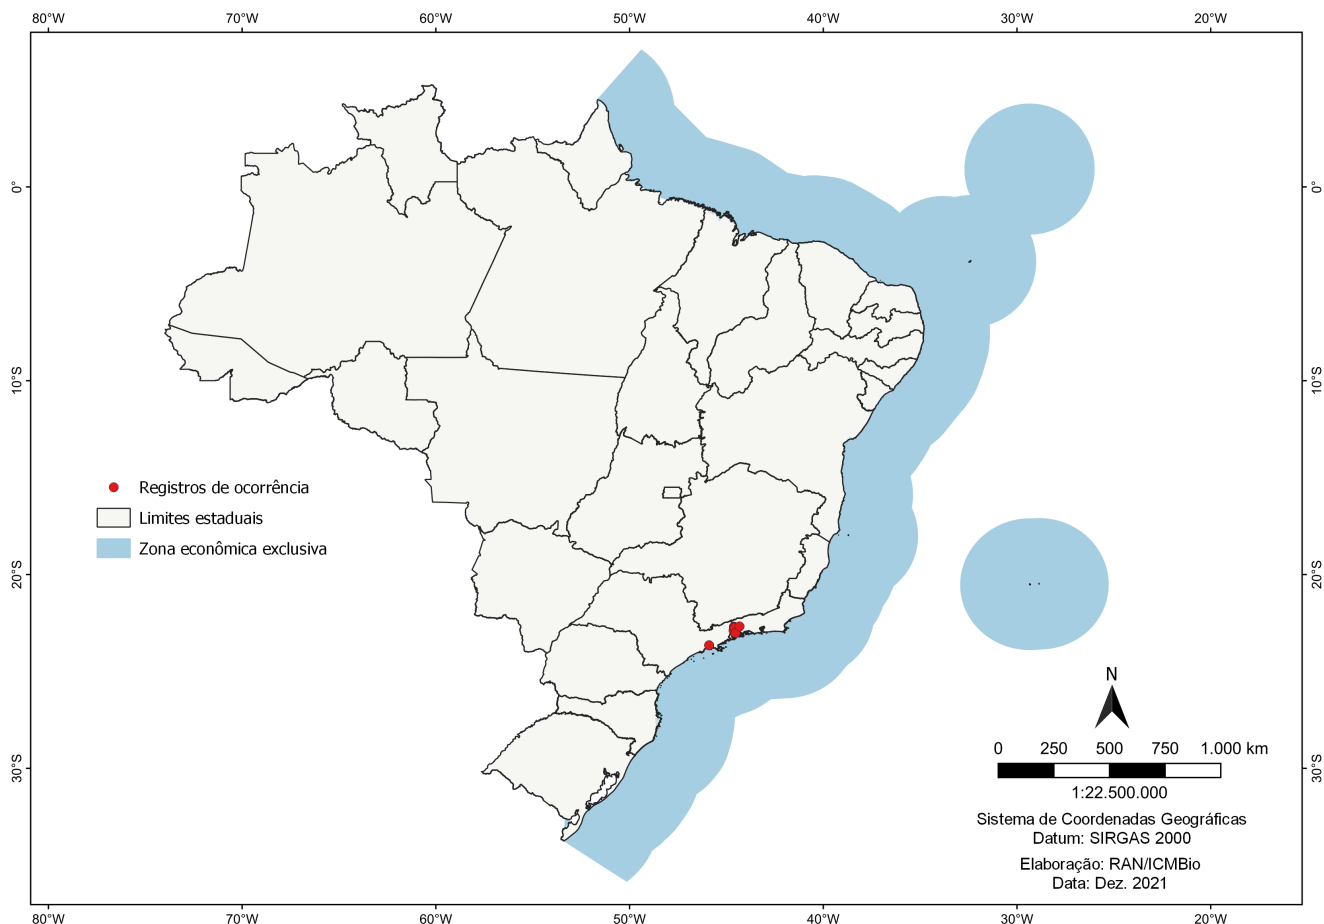 80°W 70°W 60°W 50°W 40°W 30°W 20°W
0° 0°
10°S 10°S
Registros de ocorrência
Limites estaduais
Zona econômica exclusiva
20°S 20°S
N
0 250 500 750 1.000 km
30°S 30°S
1:22.500.000
Sistema de Coordenadas Geográficas
Datum: SIRGAS 2000
Elaboração: RAN/ICMBio
Data: Dez. 2021
80°W 70°W 60°W 50°W 40°W 30°W 20°W